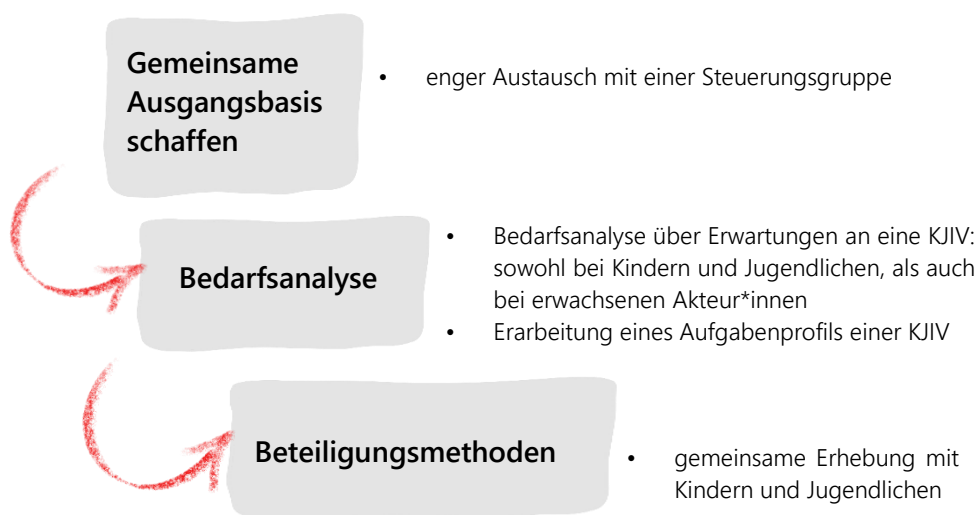 Gemeinsame
Ausgangsbasis
schaffen
• enger Austausch mit einer Steuerungsgruppe
Bedarfsanalyse
• Bedarfsanalyse über Erwartungen an eine KJIV:
sowohl bei Kindern und Jugendlichen, als auch
bei erwachsenen Akteur*innen
• Erarbeitung eines Aufgabenprofils einer KJIV
Beteiligungsmethoden
• gemeinsame Erhebung mit
Kindern und Jugendlichen